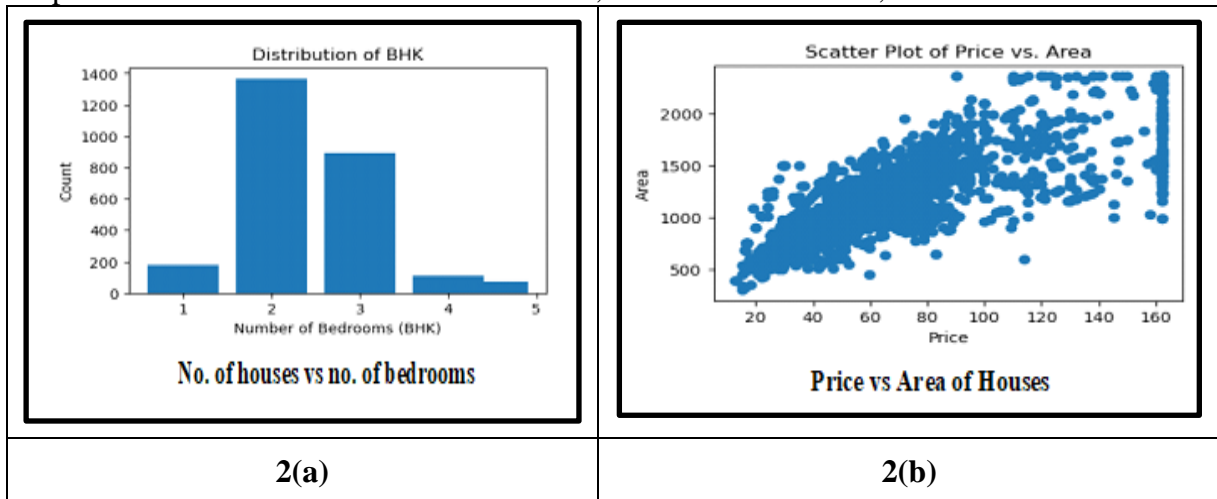 Distribution of BHK
1400
1200
1000
800
600
400
200
0
Count
1 2 3 4 5
Number of Bedrooms (BHK)
No. of houses vs no. of bedrooms
Scatter Plot of Price vs. Area
2000
1500
1000
500
Area
20 40 60 80 100 120 140 160
Price
Price vs Area of Houses
2(a)
2(b)